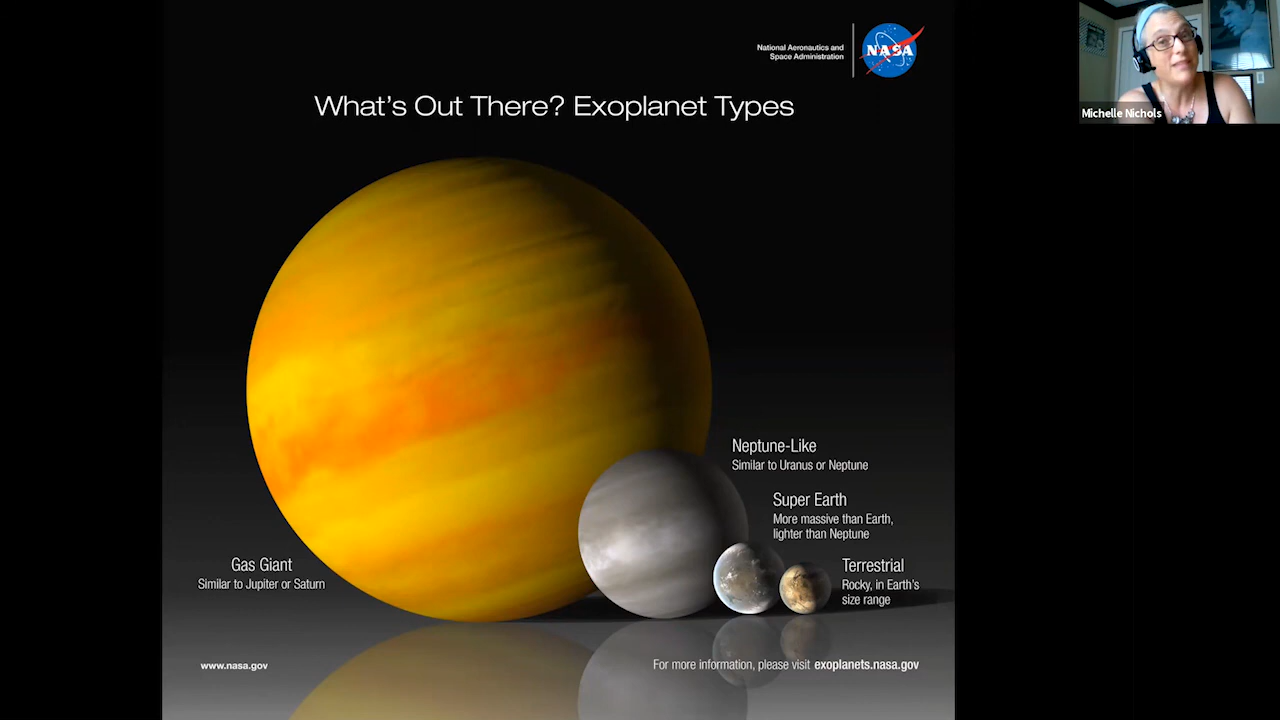 National Aeronautics and
Space Administration
NASA
What's Out There? Exoplanet Types
Michelle Nichols
Neptune-Like
Similar to Uranus or Neptune
Super Earth
More massive than Earth,
lighter than Neptune
Gas Giant
Similar to Jupiter or Saturn
Terrestrial
Rocky, in Earth's
size range
www.nasa.gov
For more information, please visit exoplanets.nasa.gov